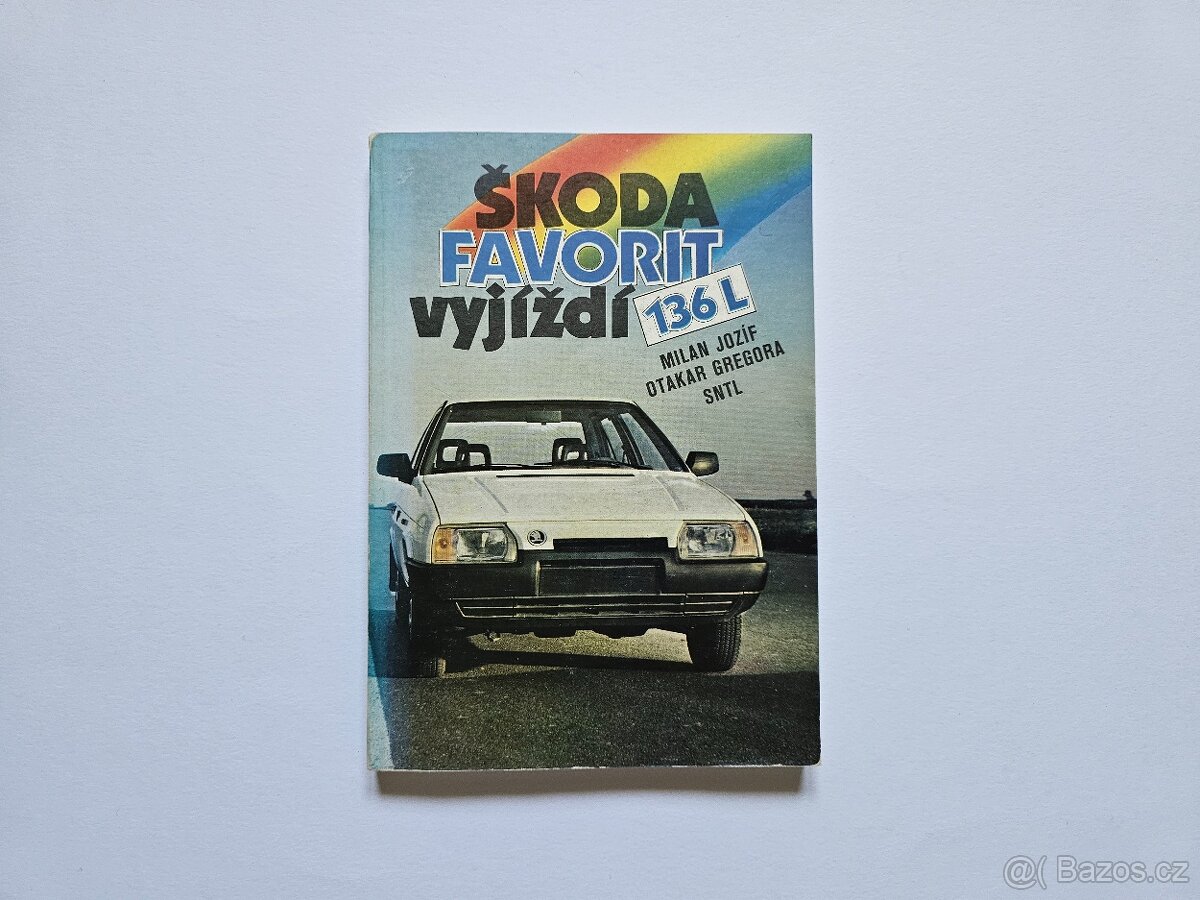 ŠKODA
FAVORIT
vyjíždí 136 L
MILAN JOZÍF
OTAKAR GREGORA
SNTL
@( Bazos.cz